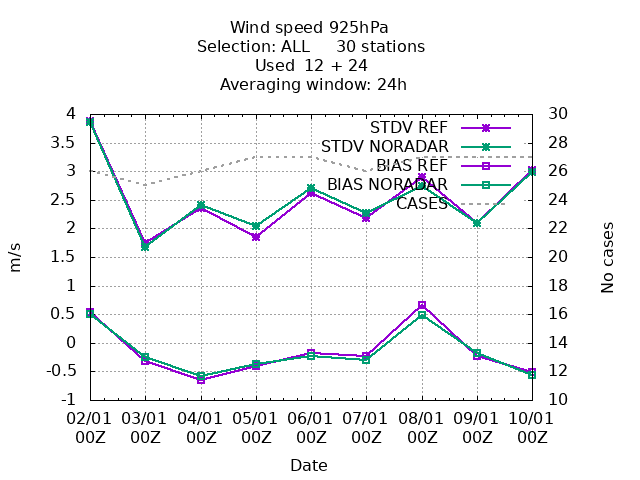 Wind speed 925hPa
Selection: ALL 30 stations
Used 12 + 24
Averaging window: 24h
4
3.5
3
2.5
2
1.5
1
0.5
0
-0.5
-1
m/s
30
28
26
24
22
20
18
16
14
12
10
No cases
STDV REF
STDV NORADAR
BIAS REF
BIAS NORADAR
CASES
02/01 03/01 04/01 05/01 06/01 07/01 08/01 09/01 10/01
00Z 00Z 00Z 00Z 00Z 00Z 00Z 00Z 00Z
Date